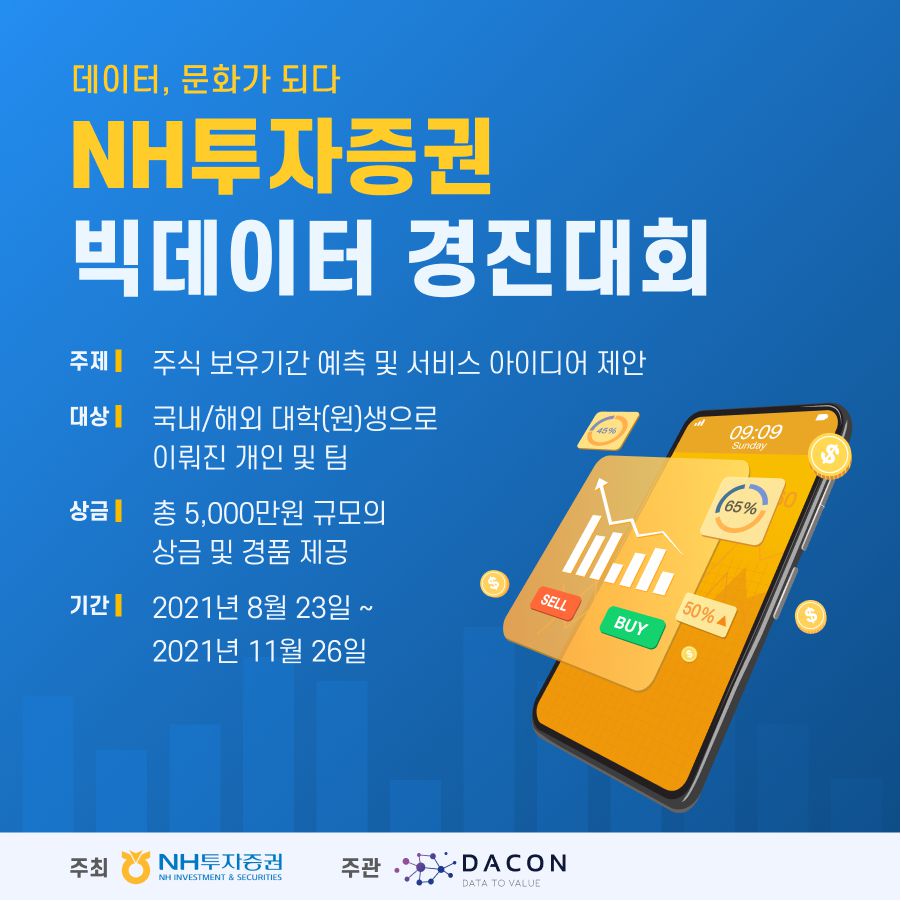 데이터, 문화가 되다
NH투자증권
빅데이터 경진대회
주제 주식 보유기간 예측 및 서비스 아이디어 제안
대상 국내/해외 대학(원)생으로
이뤄진 개인 및 팀
상금 총 5,000만원 규모의
상금 및 경품 제공
기간 2021년 8월 23일 ~
2021년 11월 26일
09:09
Sunday
45%
65%
SELL
BUY
50%▲
주최 NH투자증권
NH INVESTMENT & SECURITIES
주관 DACON
DATA TO VALUE